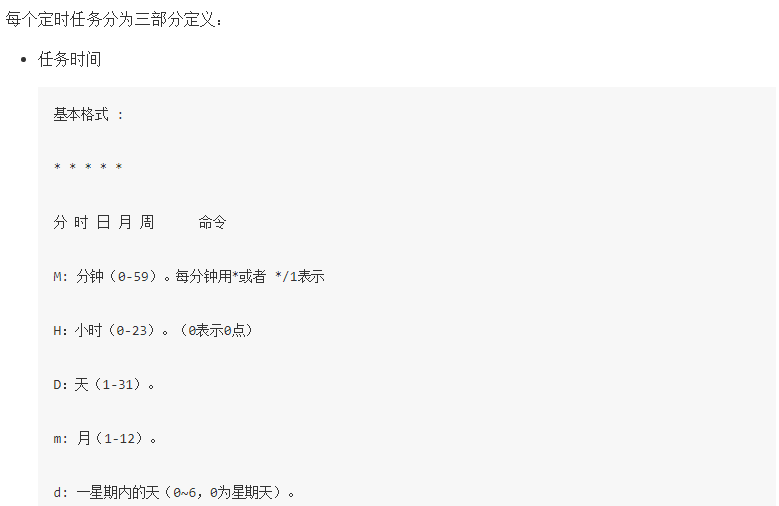 每个定时任务分为三部分定义：
• 任务时间
基本格式 :
* * * * *
分 时 日 月 周 命令
M: 分钟（0-59）。每分钟用*或者 */1表示
H：小时（0-23）。（0表示0点）
D：天（1-31）。
m: 月（1-12）。
d: 一星期内的天（0~6，0为星期天）。